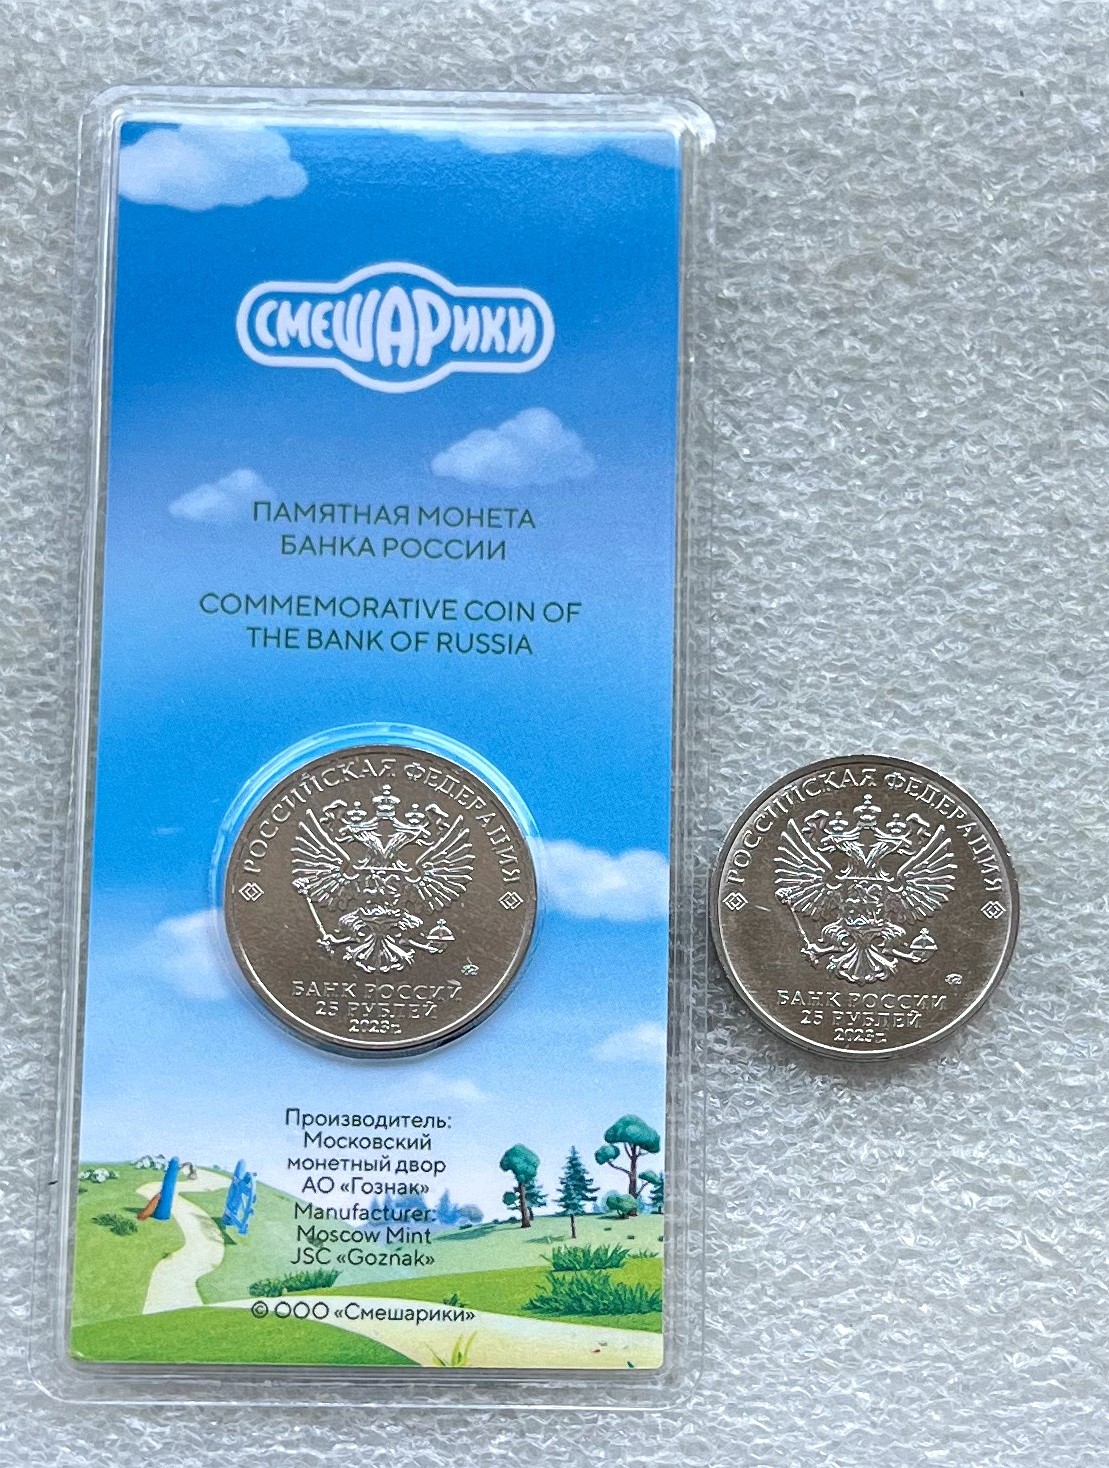 СМЕШАРИКИ
ПАМЯТНАЯ МОНЕТА
БАНКА РОССИИ
COMMEMORATIVE COIN OF
THE BANK OF RUSSIA
РОССИЙСКАЯ ФЕДЕРАЦИЯ
БАНК РОССИИ
25 РУБЛЕЙ
2023г.
РОССИЙСКАЯ ФЕДЕРАЦИЯ
БАНК РОССИИ
25 РУБЛЕЙ
2023г.
Производитель:
Московский
монетный двор
АО «Гознак»
Manufacturer:
Moscow Mint
JSC «Goznak»
© ООО «Смешарики»